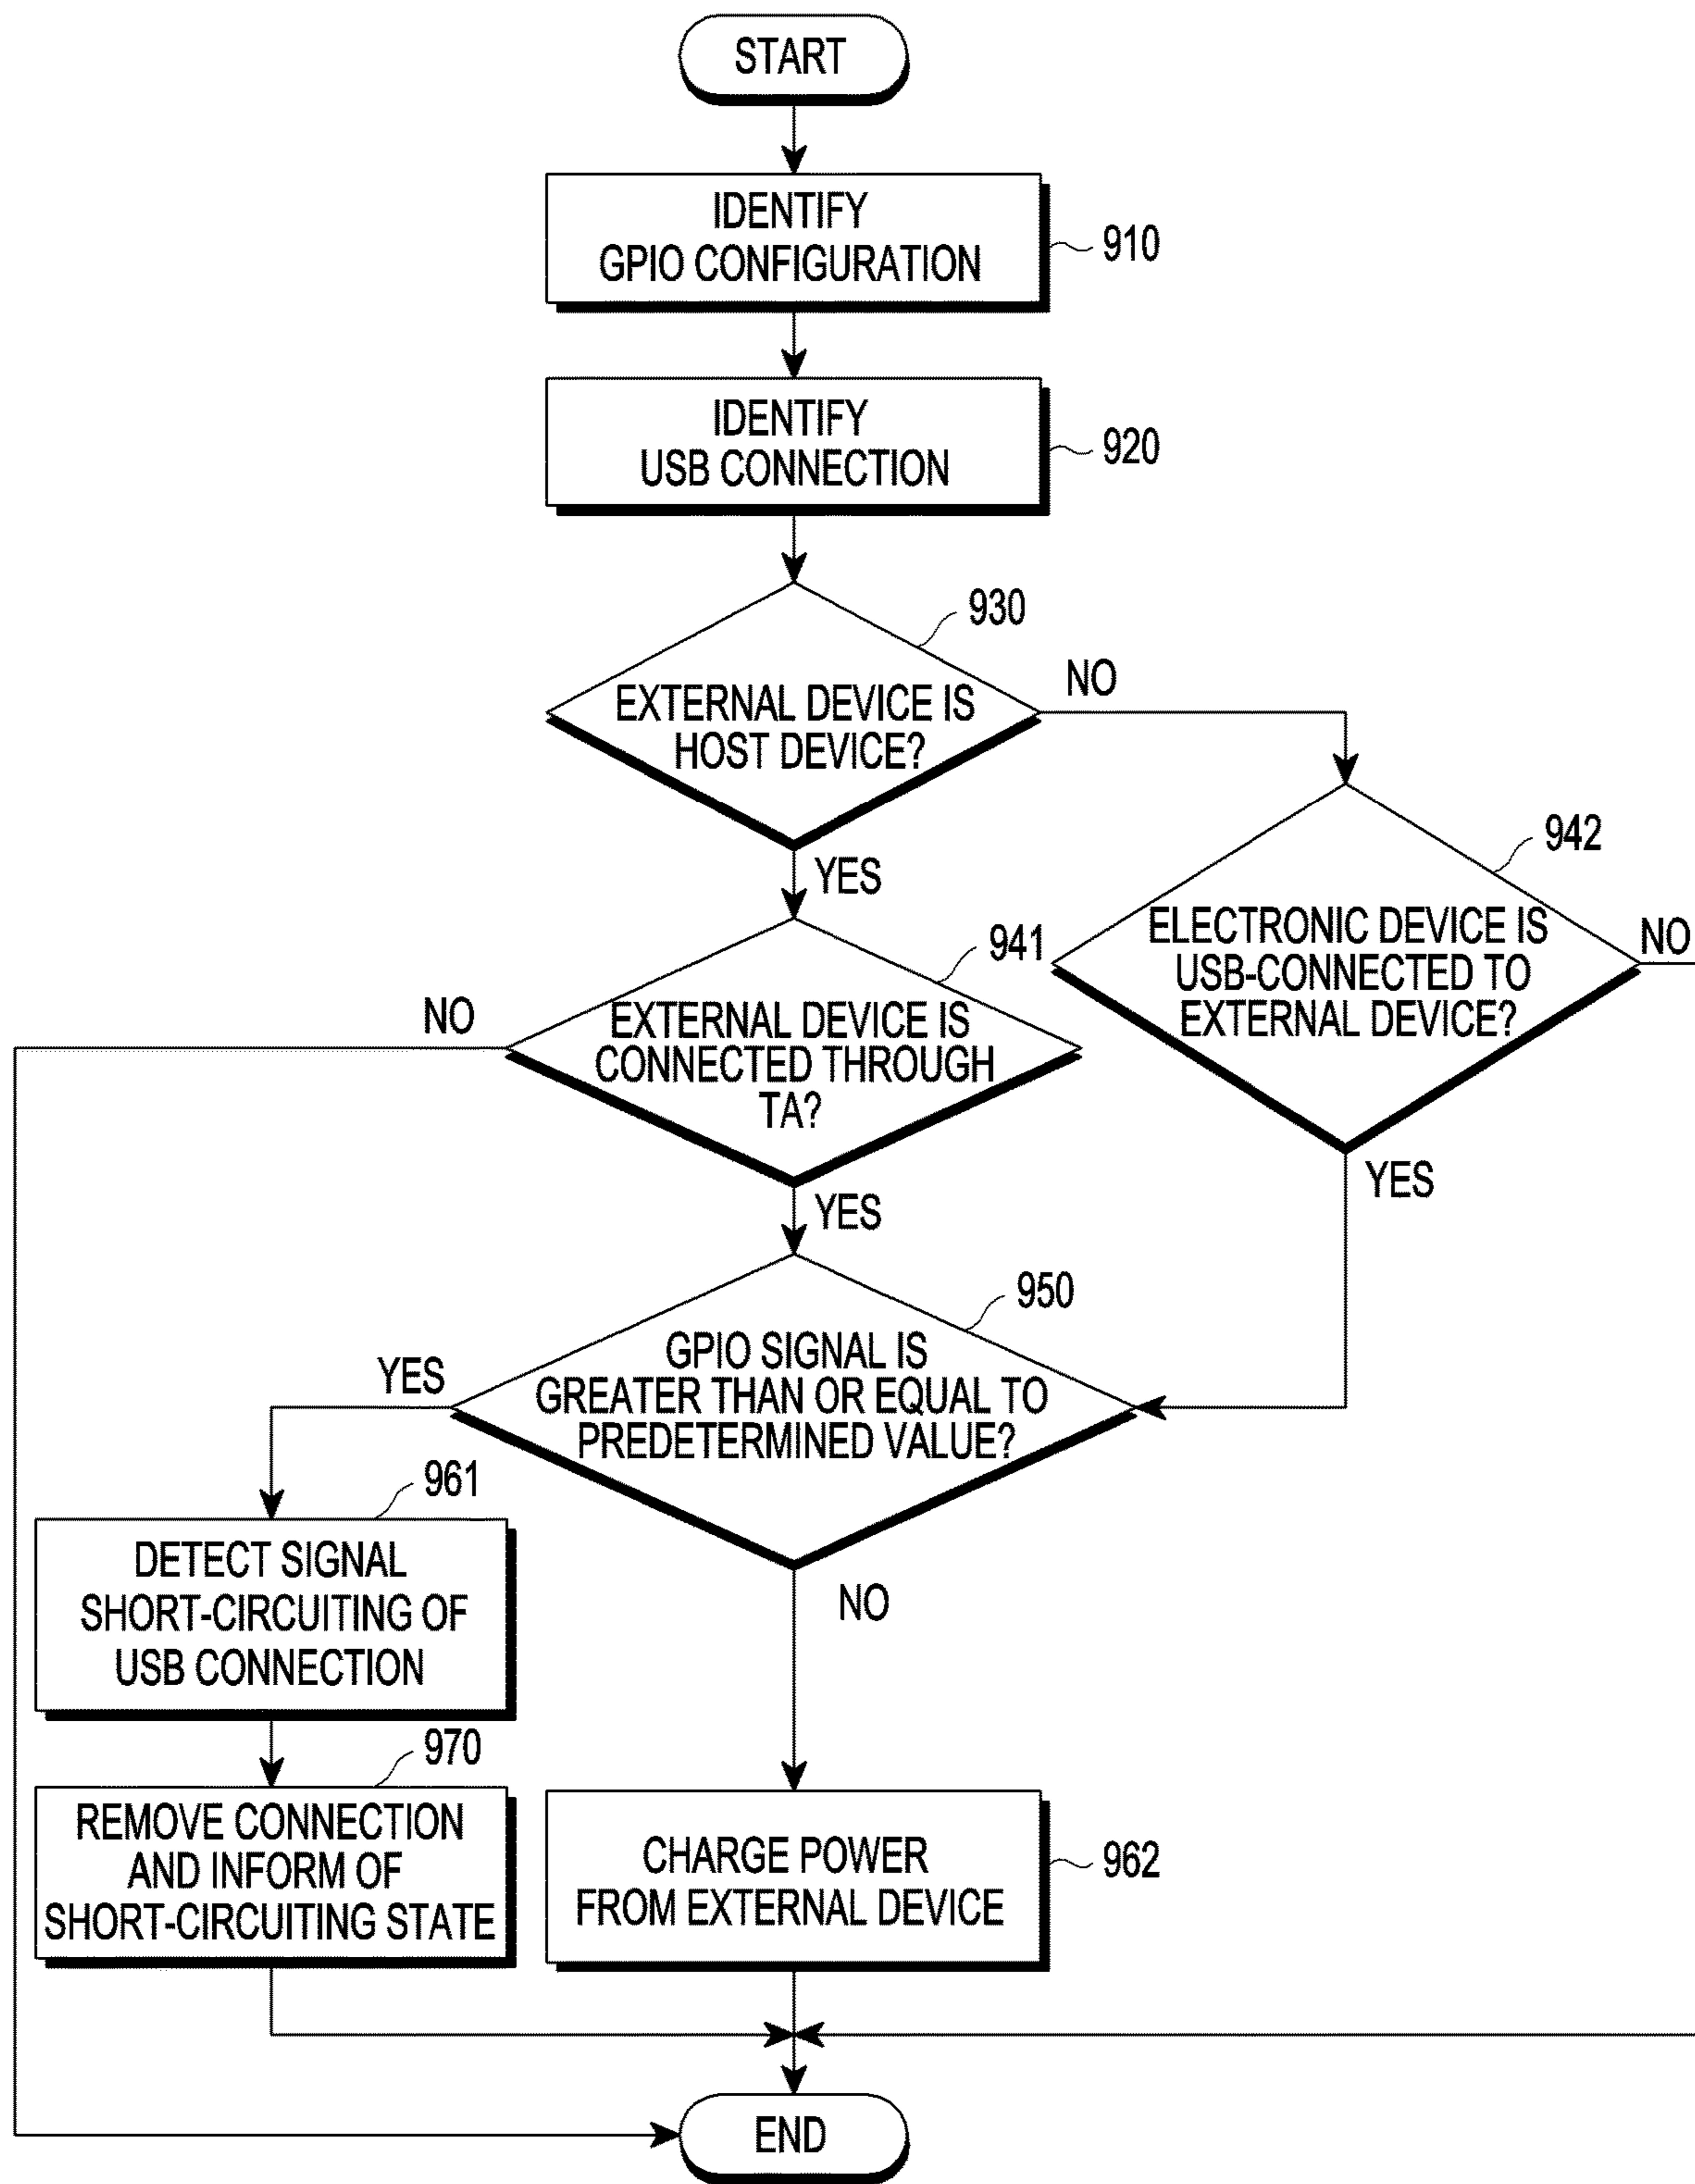 START
IDENTIFY
GPIO CONFIGURATION
910
IDENTIFY
USB CONNECTION
920
930
EXTERNAL DEVICE IS
HOST DEVICE?
NO
YES
942
ELECTRONIC DEVICE IS
USB-CONNECTED TO
EXTERNAL DEVICE?
NO
YES
941
EXTERNAL DEVICE IS
CONNECTED THROUGH
TA?
NO
YES
950
GPIO SIGNAL IS
GREATER THAN OR EQUAL TO
PREDETERMINED VALUE?
YES
NO
961
DETECT SIGNAL
SHORT-CIRCUITING OF
USB CONNECTION
970
REMOVE CONNECTION
AND INFORM OF
SHORT-CIRCUITING STATE
CHARGE POWER
FROM EXTERNAL DEVICE
962
END